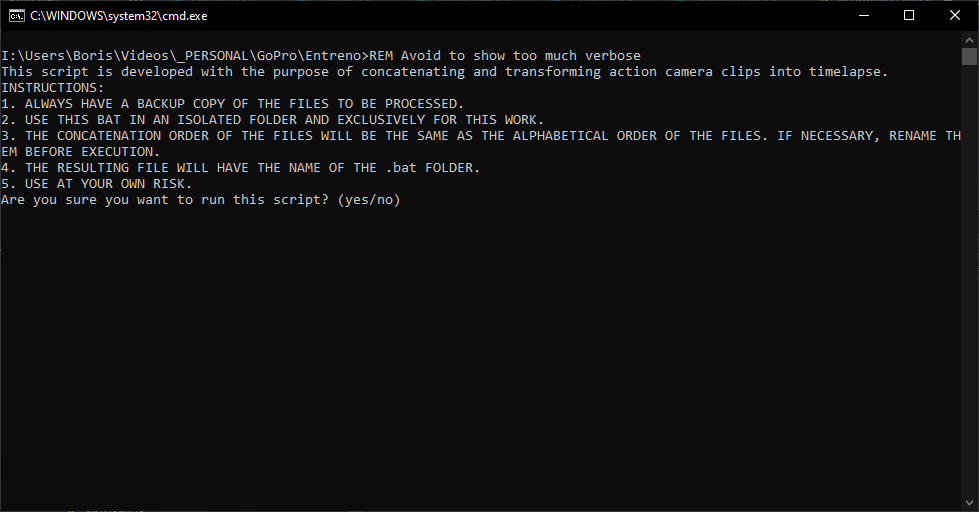 C:\WINDOWS\system32\cmd.exe
I:\Users\Boris\Videos\_PERSONAL\GoPro\Entreno>REM Avoid to show too much verbose
This script is developed with the purpose of concatenating and transforming action camera clips into timelapse.
INSTRUCTIONS:
1. ALWAYS HAVE A BACKUP COPY OF THE FILES TO BE PROCESSED.
2. USE THIS BAT IN AN ISOLATED FOLDER AND EXCLUSIVELY FOR THIS WORK.
3. THE CONCATENATION ORDER OF THE FILES WILL BE THE SAME AS THE ALPHABETICAL ORDER OF THE FILES. IF NECESSARY, RENAME TH
EM BEFORE EXECUTION.
4. THE RESULTING FILE WILL HAVE THE NAME OF THE .bat FOLDER.
5. USE AT YOUR OWN RISK.
Are you sure you want to run this script? (yes/no)